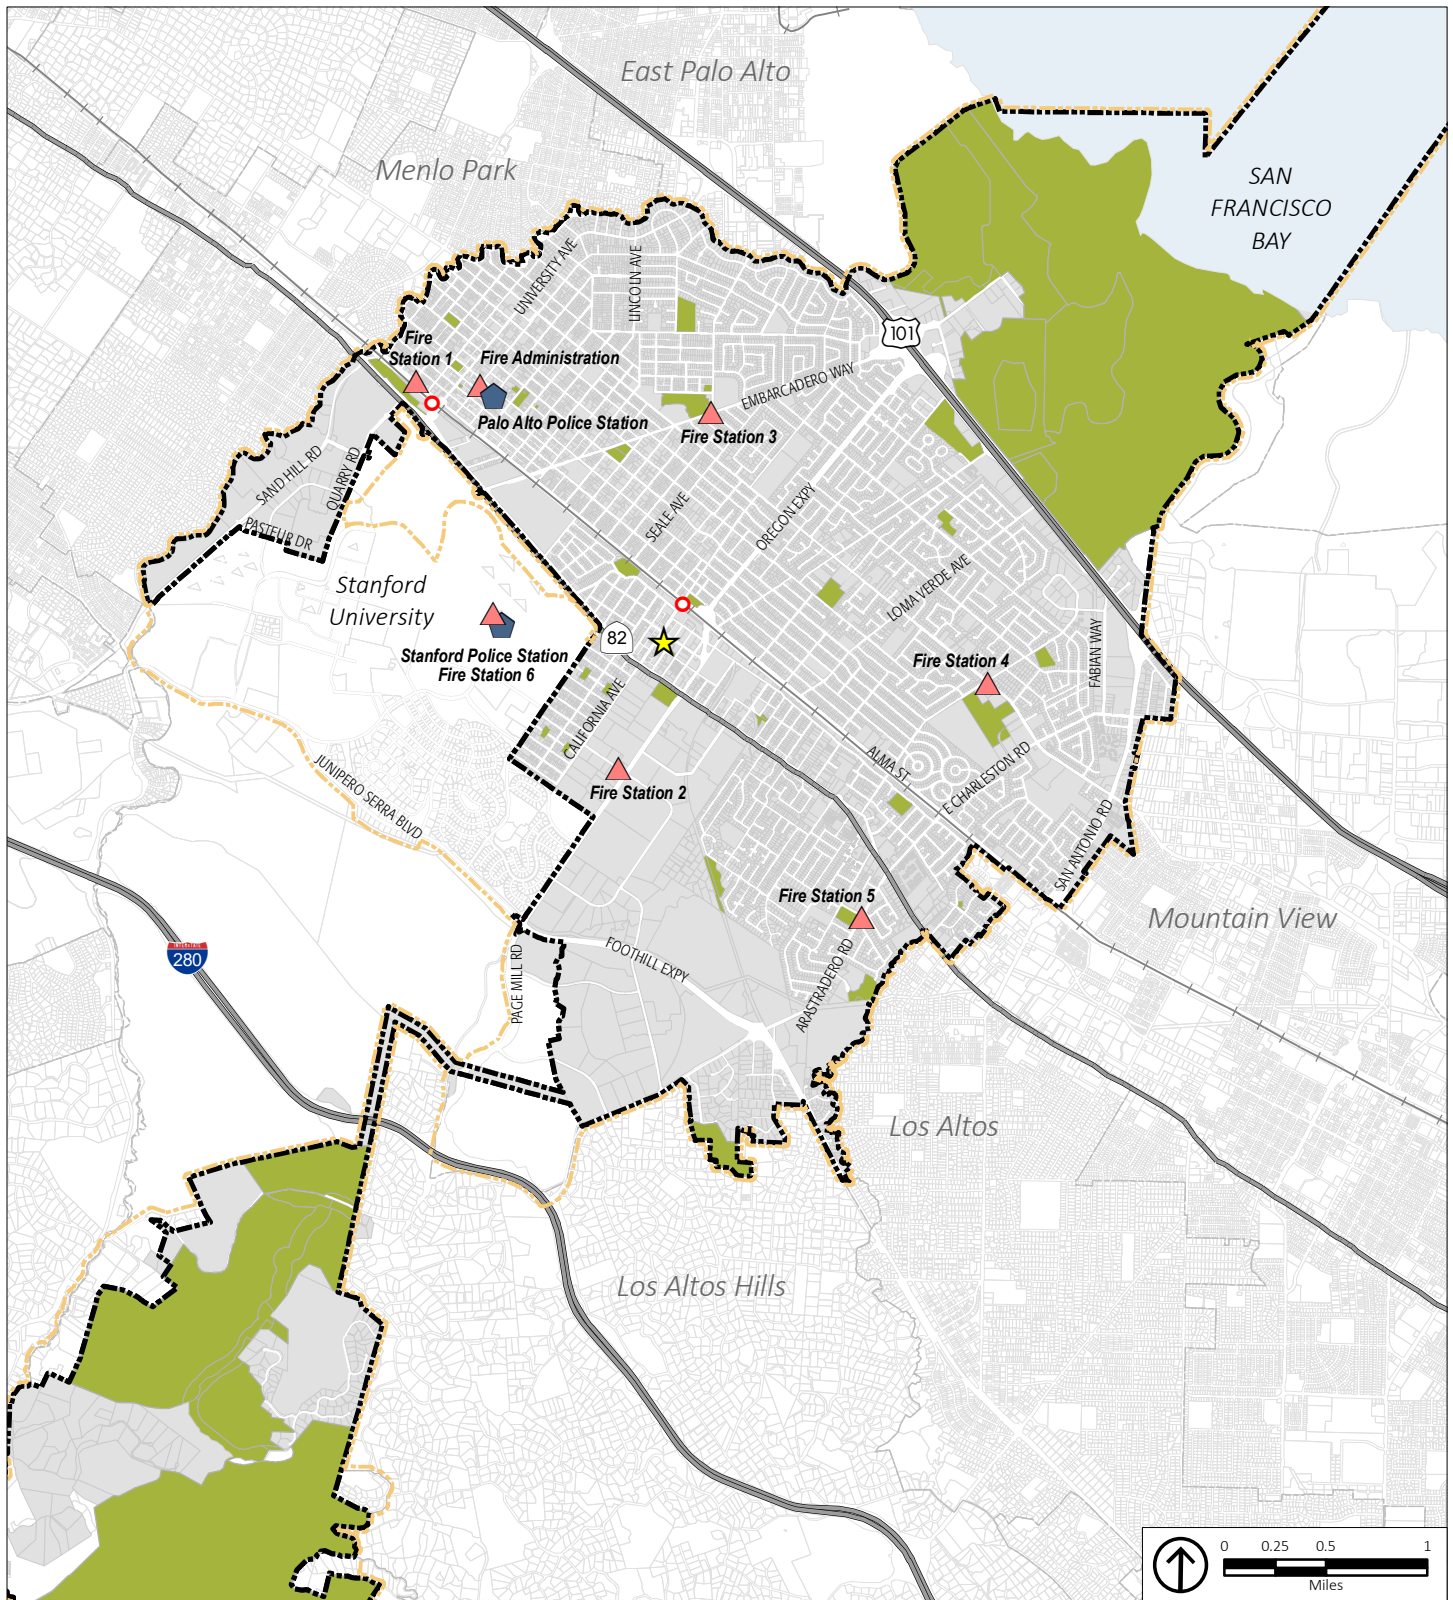 East Palo Alto
Menlo Park
SAN
FRANCISCO
BAY
UNIVERSITY AVE
LINCOLN AVE
101
Fire
Station 1
Fire Administration
EMBARCADERO WAY
Palo Alto Police Station
Fire Station 3
SAND HILL RD
QUARRY RD
PASTEUR DR
SEALE AVE
OREGON EXPY
Stanford
University
LOMA VERDE AVE
82
Stanford Police Station
Fire Station 6
Fire Station 4
FABIAN WAY
CALIFORNIA AVE
JUNIPERO SERRA BLVD
ALMA ST
E CHARLESTON RD
Fire Station 2
SAN ANTONIO RD
Fire Station 5
Mountain View
INTERSTATE
280
PAGE MILL RD
FOOTHILL EXPY
ARASTRADERO RD
Los Altos
Los Altos Hills
0 0.25 0.5 1
Miles